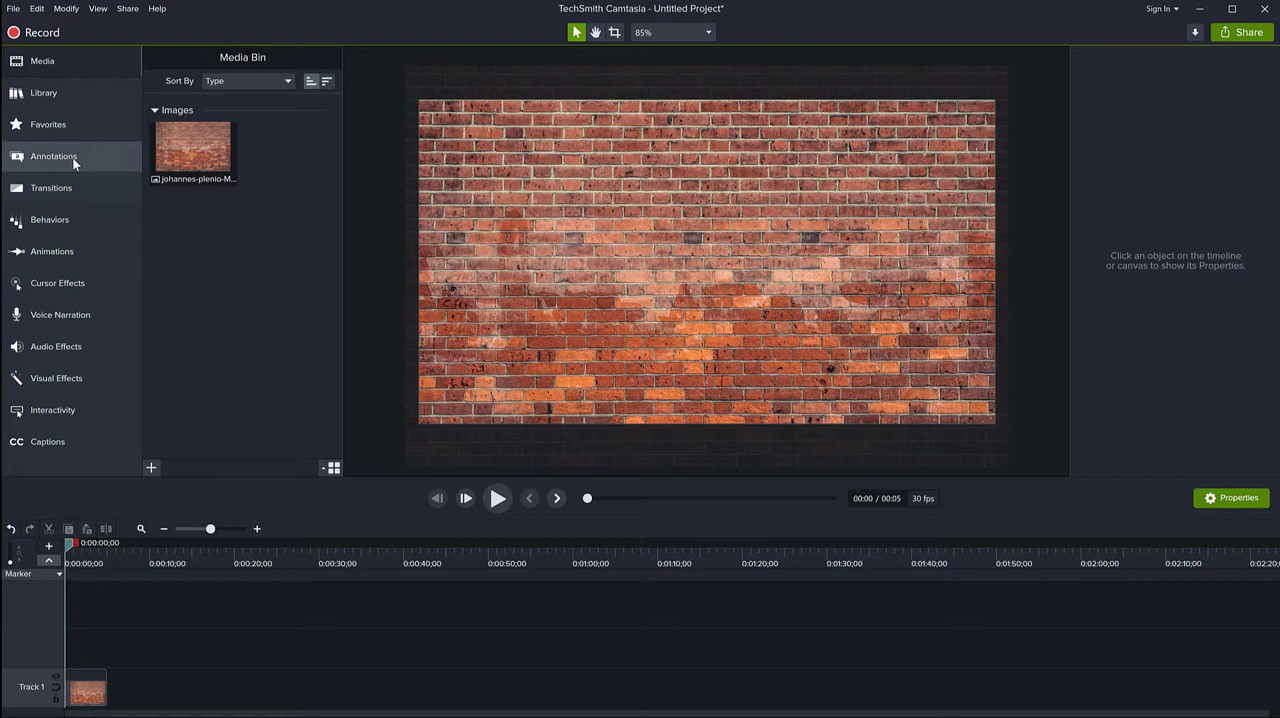 File Edit Modify View Share Help
TechSmith Camtasia - Untitled Project*
Sign In
Record
85%
Share
Media
Library
Favorites
Annotations
Transitions
Behaviors
Animations
Cursor Effects
Voice Narration
Audio Effects
Visual Effects
Interactivity
CC Captions
Media Bin
Sort By Type
Images
johannes-plenio-M...
Click an object on the timeline
or canvas to show its Properties.
00:00 / 00:05 30 fps
Properties
0:00:00;00
0:00:00;00 0:00:10;00 0:00:20;00 0:00:30;00 0:00:40;00 0:00:50;00 0:01:00;00 0:01:10;00 0:01:20;00 0:01:30;00 0:01:40;00 0:01:50;00 0:02:00;00 0:02:10;00 0:02:20
Marker
Track 1